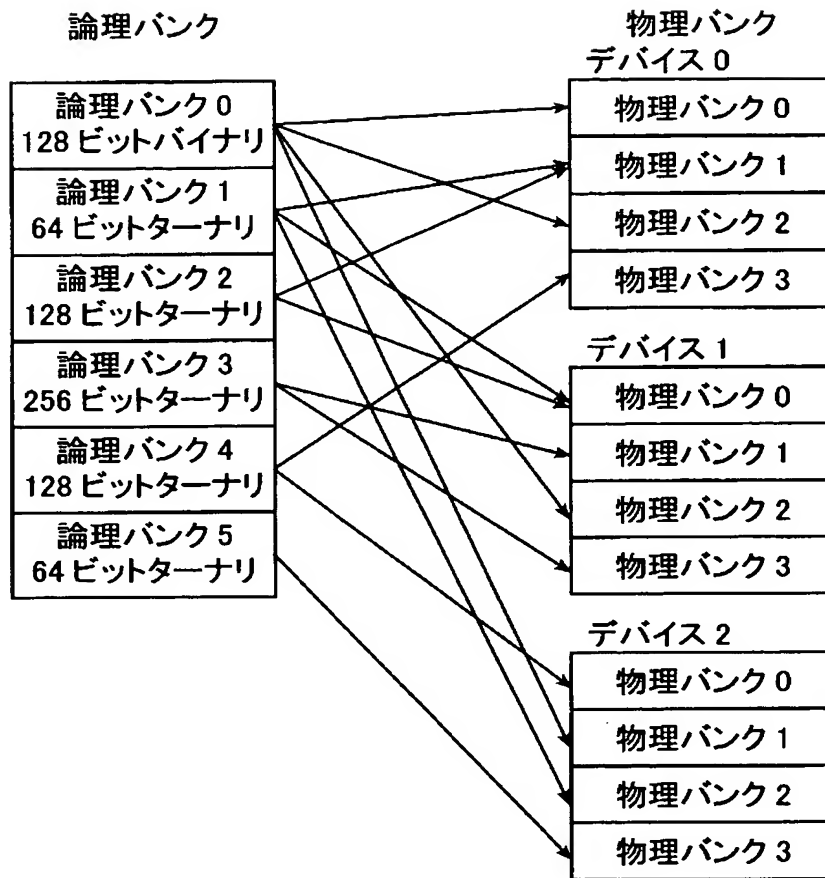 論理バンク
論理バンク 0
128 ビットバイナリ
論理バンク 1
64 ビットターナリ
論理バンク 2
128 ビットターナリ
論理バンク 3
256 ビットターナリ
論理バンク 4
128 ビットターナリ
論理バンク 5
64 ビットターナリ
物理バンク
デバイス 0
物理バンク 0
物理バンク 1
物理バンク 2
物理バンク 3
デバイス 1
物理バンク 0
物理バンク 1
物理バンク 2
物理バンク 3
デバイス 2
物理バンク 0
物理バンク 1
物理バンク 2
物理バンク 3